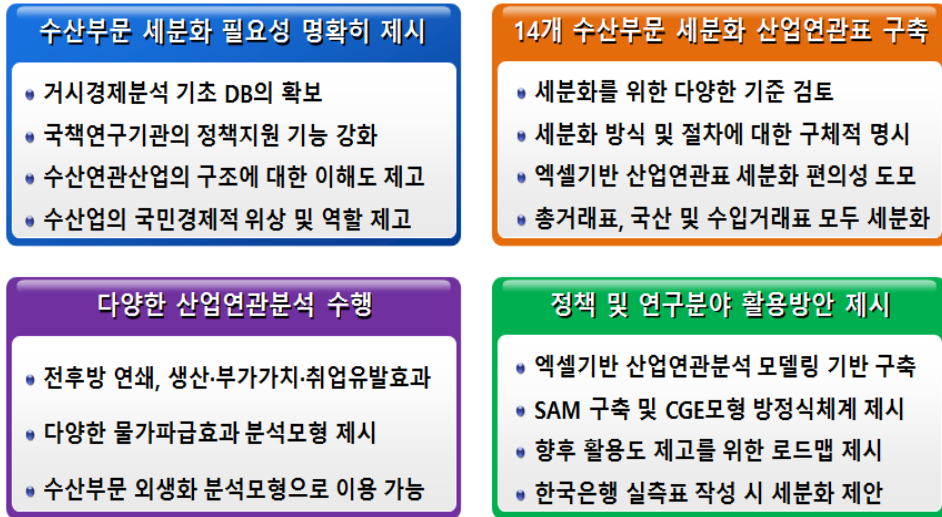 수산부문 세분화 필요성 명확히 제시
거시경제분석 기초 DB의 확보
국책연구기관의 정책지원 기능 강화
수산연관산업의 구조에 대한 이해도 제고
수산업의 국민경제적 위상 및 역할 제고
14개 수산부문 세분화 산업연관표 구축
세분화를 위한 다양한 기준 검토
세분화 방식 및 절차에 대한 구체적 명시
엑셀기반 산업연관표 세분화 편의성 도모
총거래표, 국산 및 수입거래표 모두 세분화
다양한 산업연관분석 수행
전후방 연쇄, 생산·부가가치·취업유발효과
다양한 물가파급효과 분석모형 제시
수산부문 외생화 분석모형으로 이용 가능
정책 및 연구분야 활용방안 제시
엑셀기반 산업연관분석 모델링 기반 구축
SAM 구축 및 CGE모형 방정식체계 제시
향후 활용도 제고를 위한 로드맵 제시
한국은행 실측표 작성 시 세분화 제안